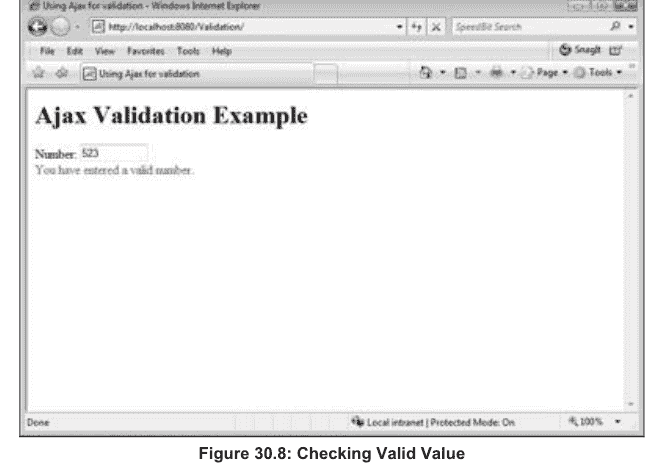 Using Ajax for validation - Windows Internet Explorer
http://localhost:8080/Validation/
SpeedBit Search
File Edit View Favorites Tools Help
SnagIt
Using Ajax for validation
Page Tools
Ajax Validation Example
Number: 523
You have entered a valid number.
Done
Local intranet | Protected Mode: On
100%
Figure 30.8: Checking Valid Value